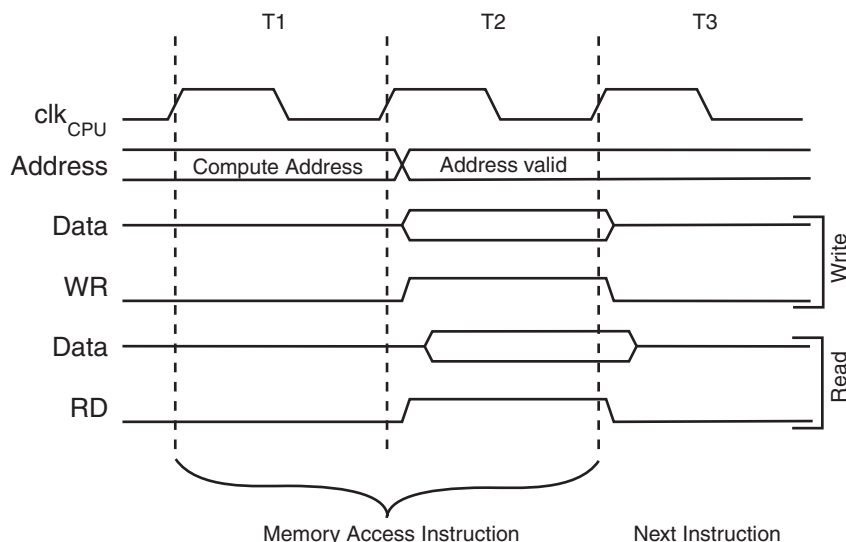 T1 T2 T3
clkCPU
Address Compute Address Address valid
Data
WR
Write
Data
RD
Read
Memory Access Instruction Next Instruction